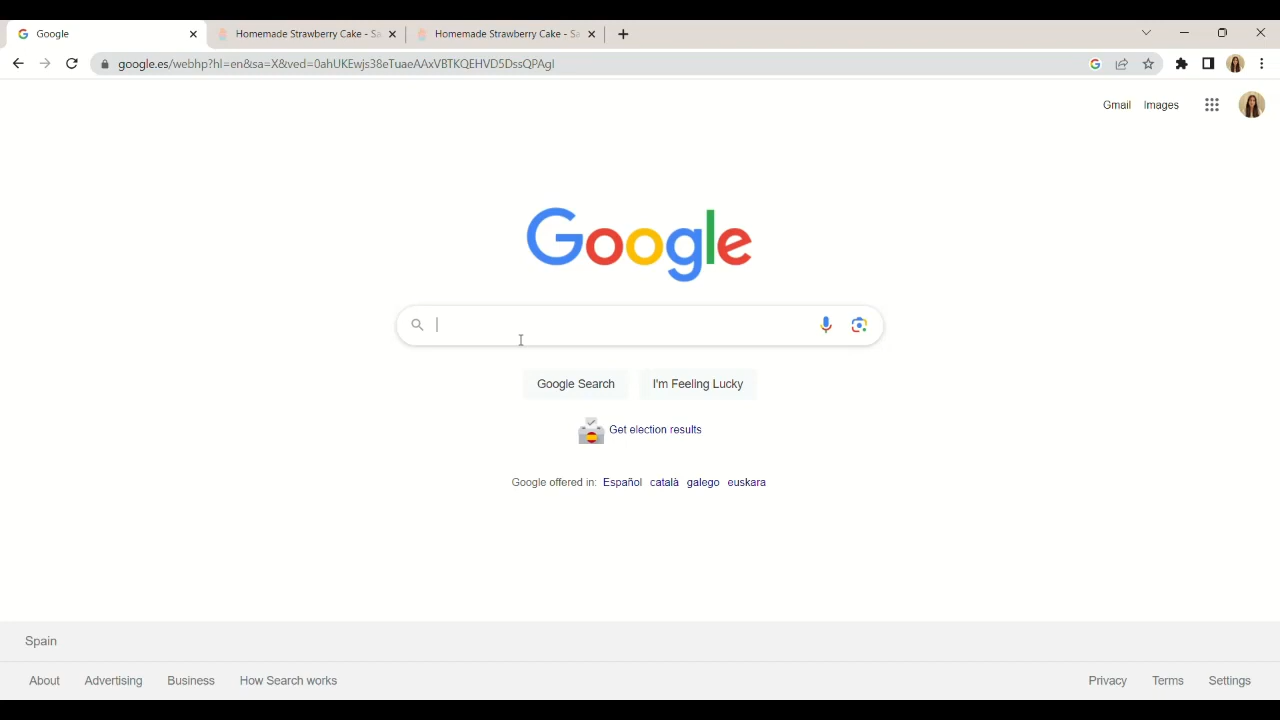 Google
Homemade Strawberry Cake - Sa
Homemade Strawberry Cake - Sa
google.es/webhp?hl=en&sa=X&ved=0ahUKEwjs38eTuaeAAxVBTKQEHVD5DssQPAgI
Gmail Images
Google
Google Search I'm Feeling Lucky
Get election results
Google offered in: Español català galego euskara
Spain
About Advertising Business How Search works Privacy Terms Settings